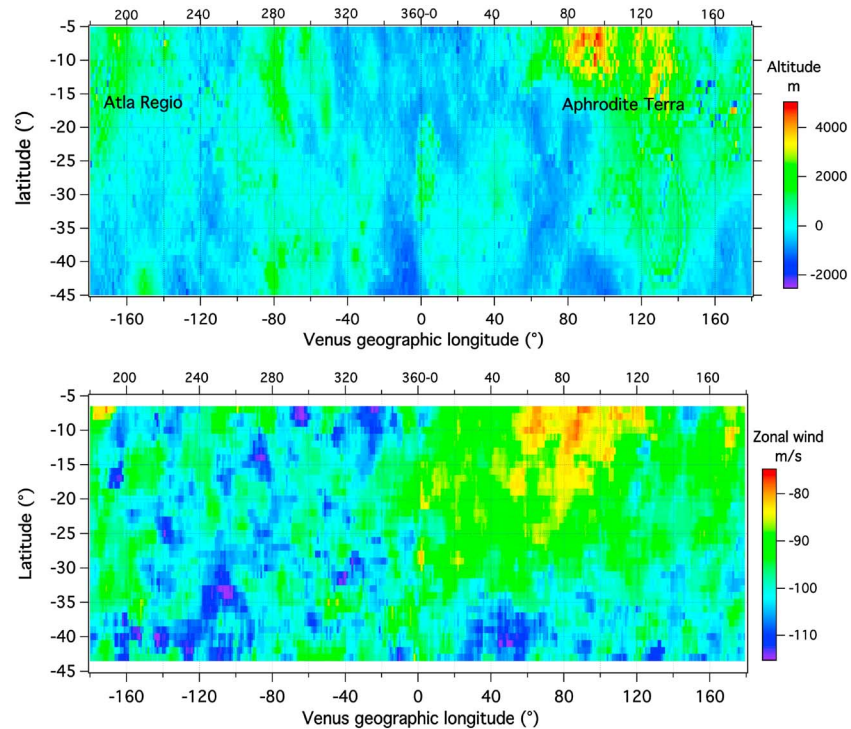 200 240 280 320 360-0 40 80 120 160
-5
-10
-15
-20
-25
-30
-35
-40
-45
latitude (°)
Atla Regio
Aphrodite Terra
Altitude
m
4000
2000
0
-2000
-160 -120 -80 -40 0 40 80 120 160
Venus geographic longitude (°)
200 240 280 320 360-0 40 80 120 160
-5
-10
-15
-20
-25
-30
-35
-40
-45
Latitude (°)
Zonal wind
m/s
-80
-90
-100
-110
-160 -120 -80 -40 0 40 80 120 160
Venus geographic longitude (°)